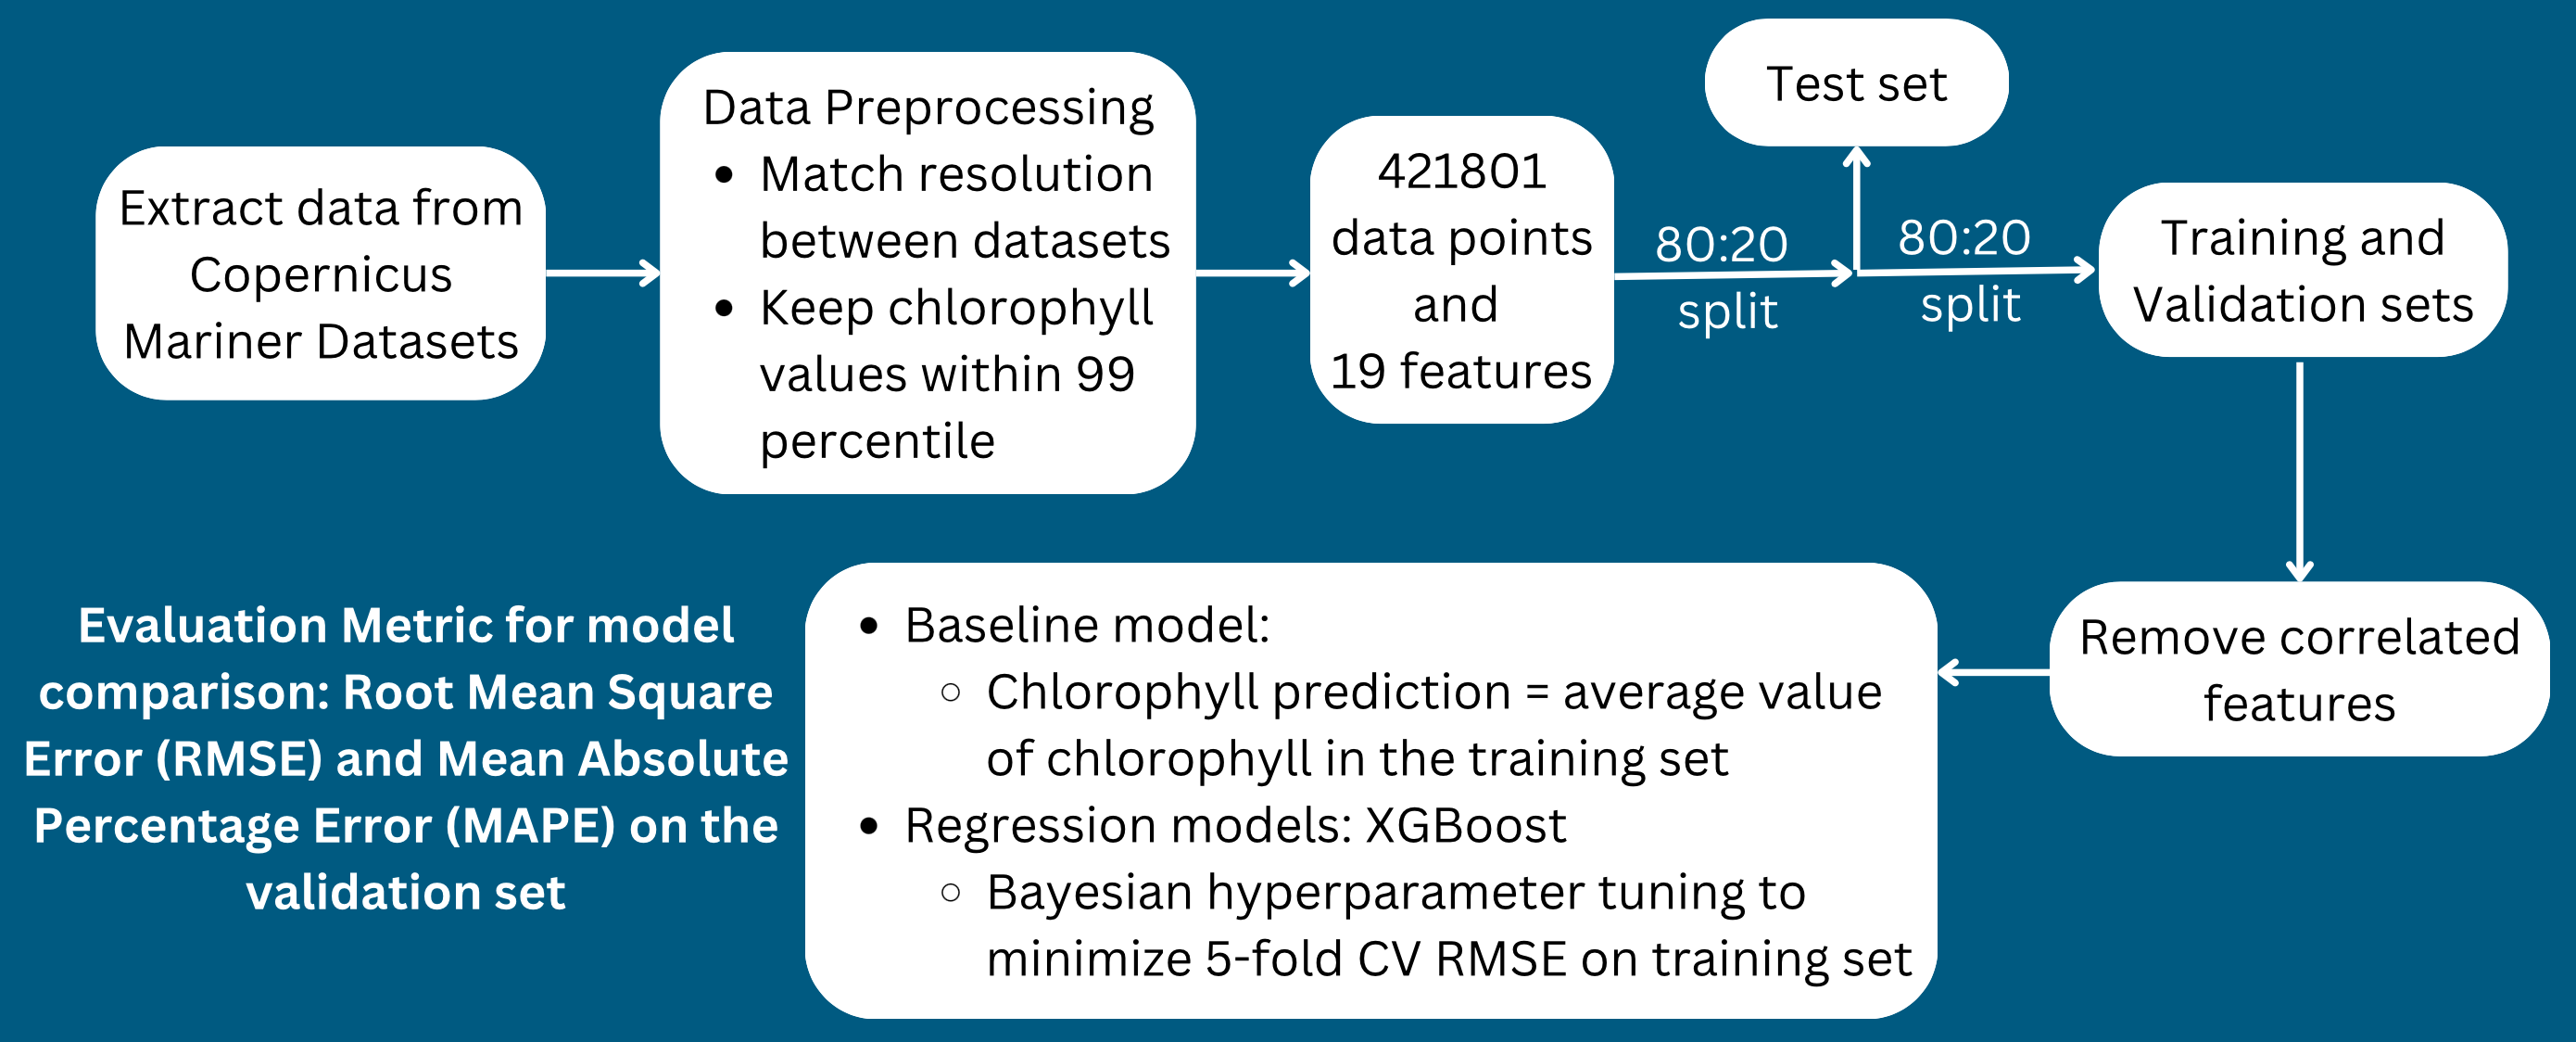 Extract data from
Copernicus
Mariner Datasets
Data Preprocessing
• Match resolution
between datasets
• Keep chlorophyll
values within 99
percentile
421801
data points
and
19 features
80:20
split
Test set
80:20
split
Training and
Validation sets
Remove correlated
features
• Baseline model:
◦ Chlorophyll prediction = average value
of chlorophyll in the training set
• Regression models: XGBoost
◦ Bayesian hyperparameter tuning to
minimize 5-fold CV RMSE on training set
Evaluation Metric for model
comparison: Root Mean Square
Error (RMSE) and Mean Absolute
Percentage Error (MAPE) on the
validation set